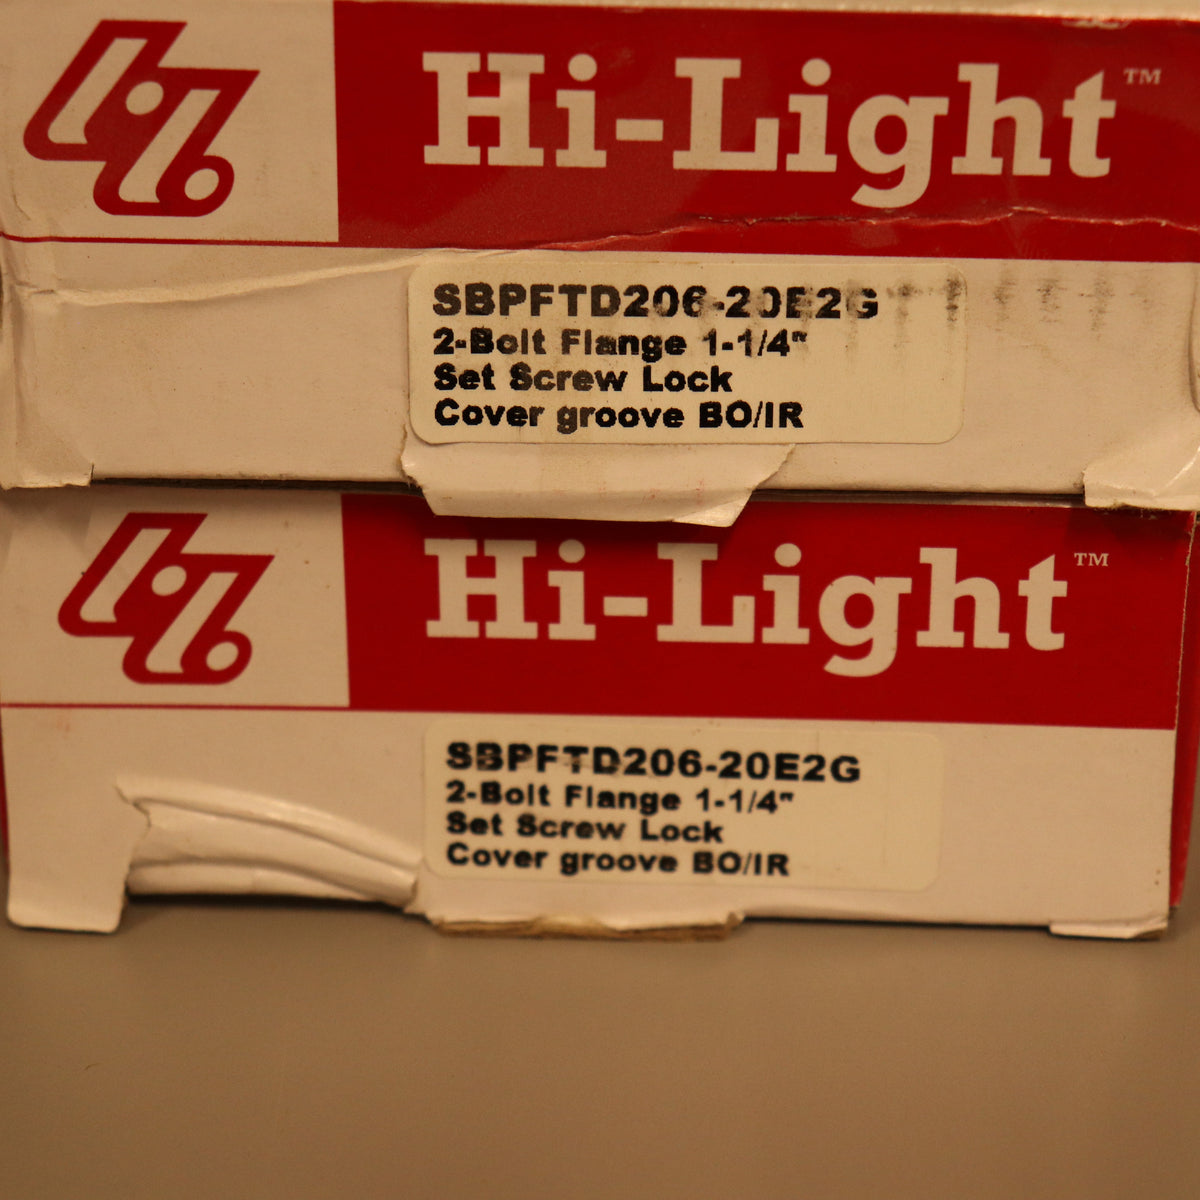 Hi-Light™
SBPFTD206-20E2G
2-Bolt Flange 1-1/4"
Set Screw Lock
Cover groove BO/IR
Hi-Light™
SBPFTD206-20E2G
2-Bolt Flange 1-1/4"
Set Screw Lock
Cover groove BO/IR